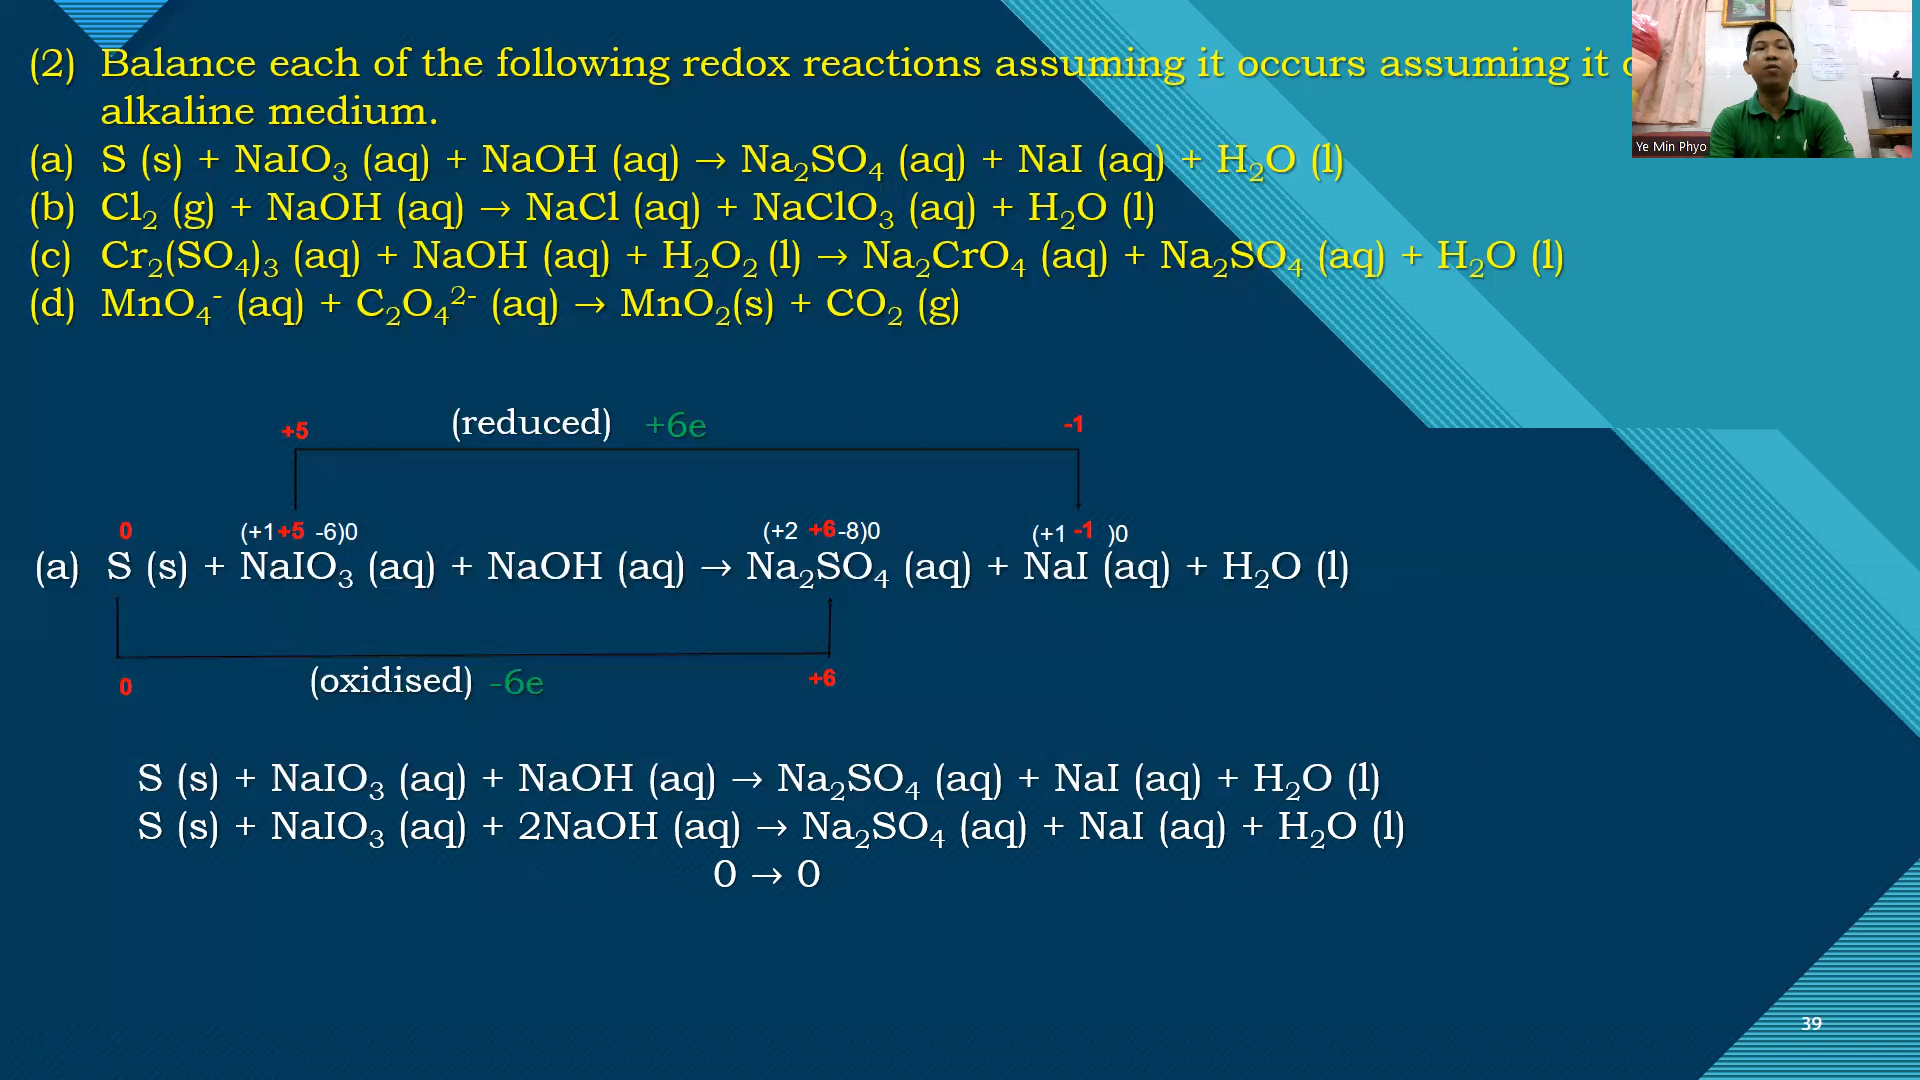 (2) Balance each of the following redox reactions assuming it occurs assuming it
alkaline medium.
(a) S (s) + NaIO₃ (aq) + NaOH (aq) → Na₂SO₄ (aq) + NaI (aq) + H₂O (l)
(b) Cl₂ (g) + NaOH (aq) → NaCl (aq) + NaClO₃ (aq) + H₂O (l)
(c) Cr₂(SO₄)₃ (aq) + NaOH (aq) + H₂O₂ (l) → Na₂CrO₄ (aq) + Na₂SO₄ (aq) + H₂O (l)
(d) MnO₄⁻ (aq) + C₂O₄²⁻ (aq) → MnO₂(s) + CO₂ (g)
Ye Min Phyo
+5 (reduced) +6e -1
0 (+1+5 -6)0 (+2 +6-8)0 (+1 -1 )0
(a) S (s) + NaIO₃ (aq) + NaOH (aq) → Na₂SO₄ (aq) + NaI (aq) + H₂O (l)
0 (oxidised) -6e +6
S (s) + NaIO₃ (aq) + NaOH (aq) → Na₂SO₄ (aq) + NaI (aq) + H₂O (l)
S (s) + NaIO₃ (aq) + 2NaOH (aq) → Na₂SO₄ (aq) + NaI (aq) + H₂O (l)
0 → 0
39